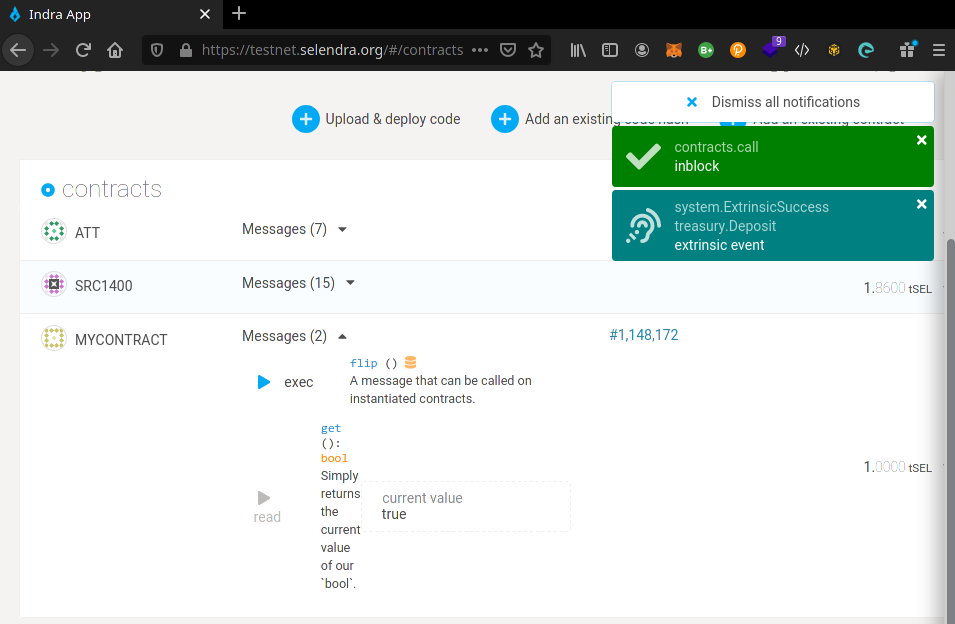 Indra App
https://testnet.selendra.org/#/contracts
9
B+
Dismiss all notifications
Upload & deploy code
Add an existing code hash
Add an existing contract
contracts.call
inblock
system.ExtrinsicSuccess
treasury.Deposit
extrinsic event
contracts
ATT
Messages (7)
SRC1400
Messages (15)
1.8600 tSEL
MYCONTRACT
Messages (2)
#1,148,172
exec
flip ()
A message that can be called on
instantiated contracts.
1.0000 tSEL
read
get
():
bool
Simply
returns
the
current
value
of our
`bool`.
current value
true